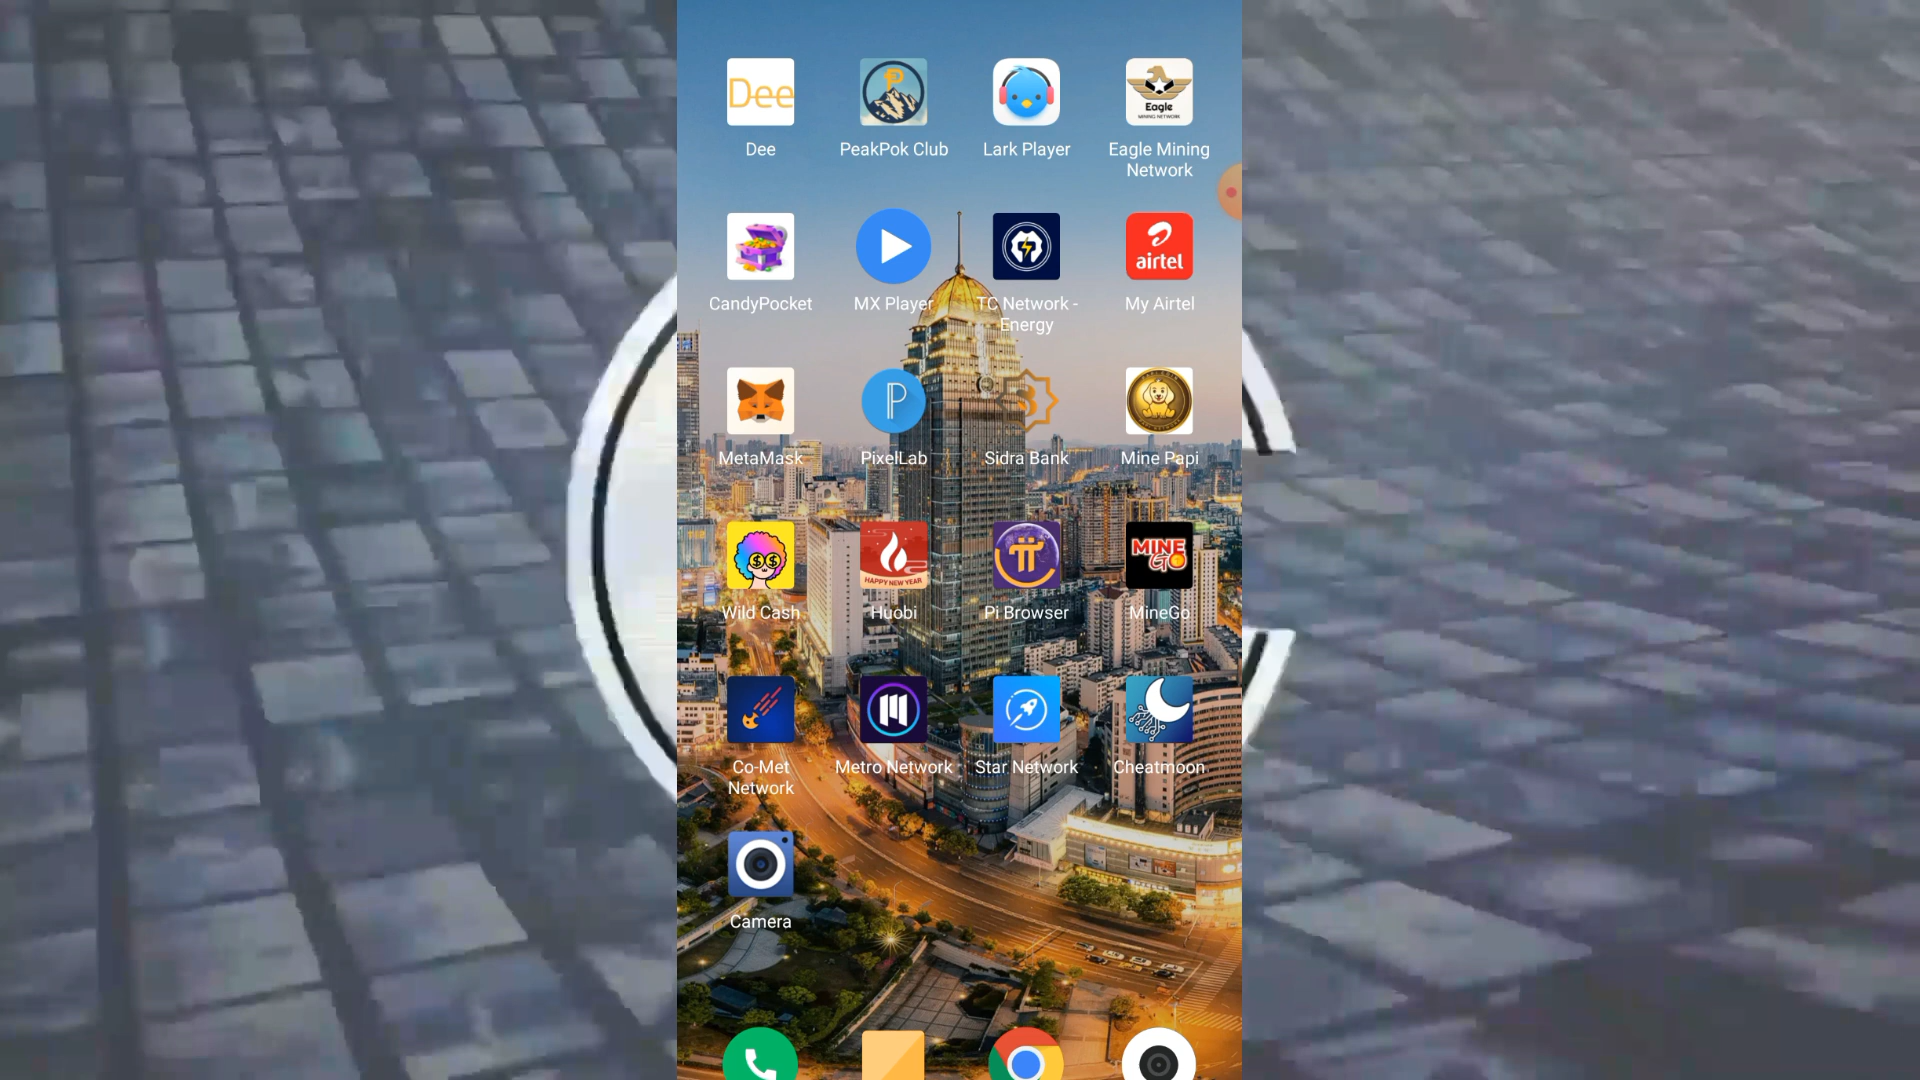 Dee
Eagle
MINING NETWORK
Dee
PeakPok Club
Lark Player
Eagle Mining
Network
airtel
CandyPocket
MX Player
TC Network -
Energy
My Airtel
MetaMask
PixelLab
Sidra Bank
Mine Papi
HAPPY NEW YEAR
MINE
GO
Wild Cash
Huobi
Pi Browser
MineGo
Co-Met
Network
Metro Network
Star Network
Cheatmoon
Camera